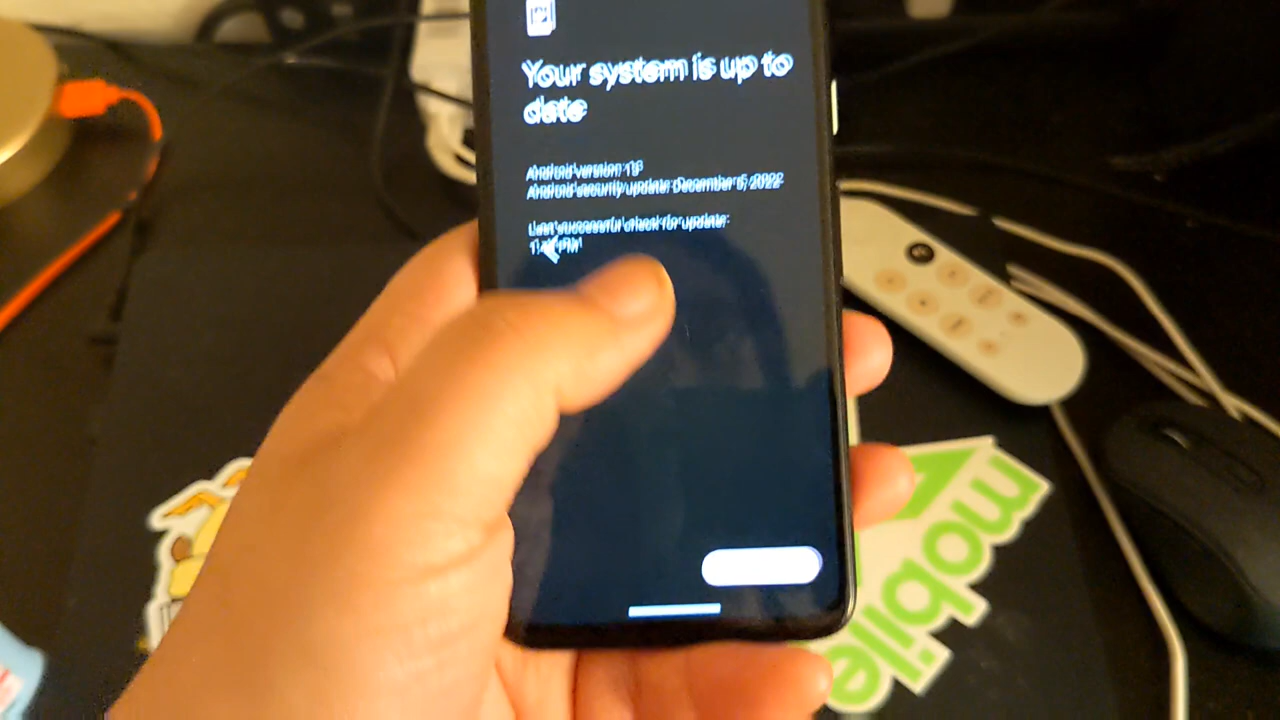 Your system is up to
date
Android version: 13
Android security update: December 5, 2022
Last successful check for update:
PM
mobile